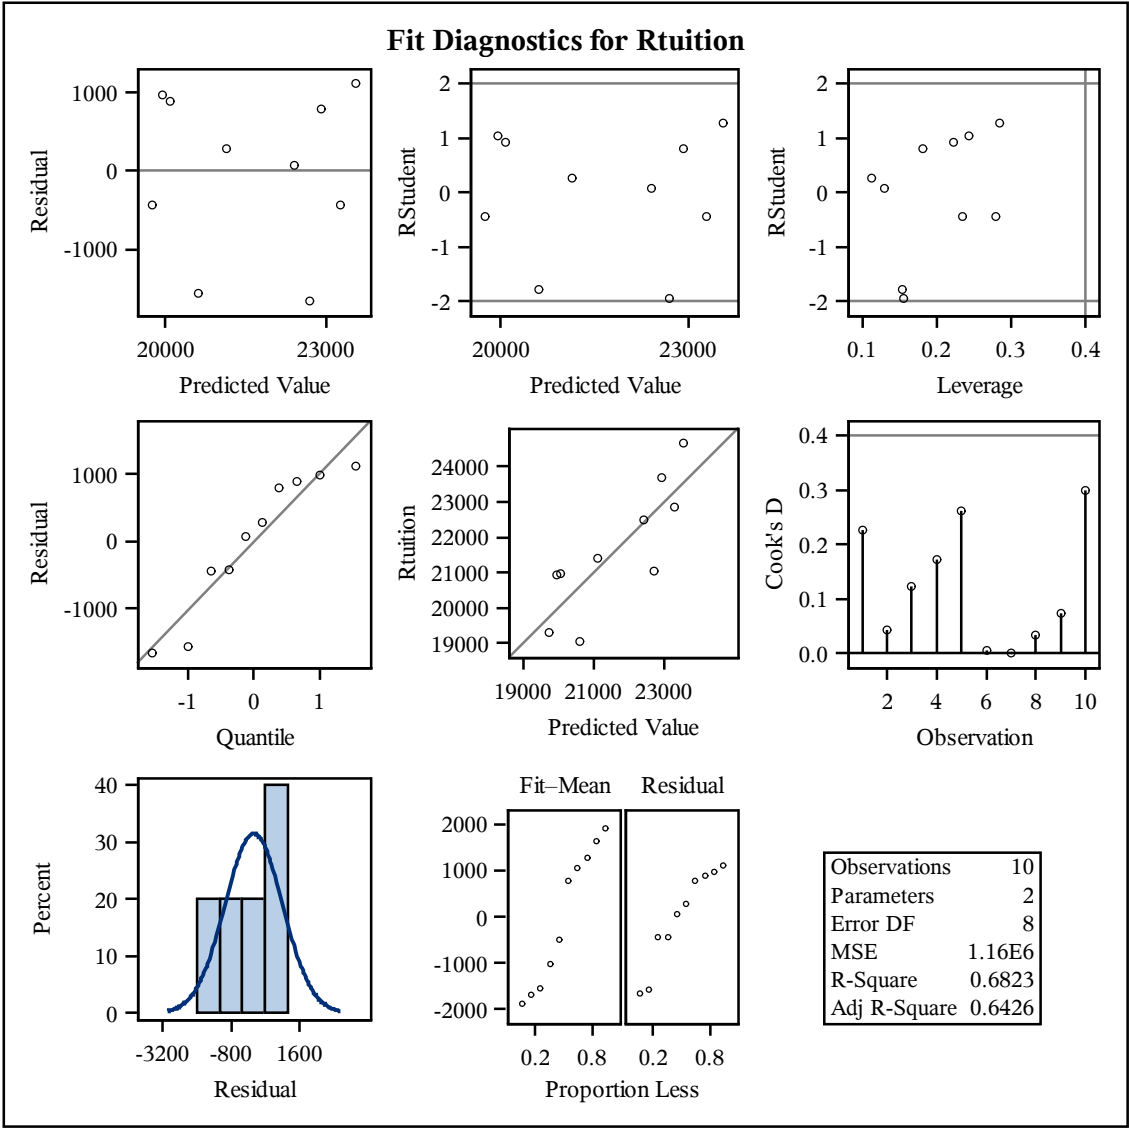 Fit Diagnostics for Rtuition
Residual
1000
0
-1000
20000 23000
Predicted Value
RStudent
2
1
0
-1
-2
20000 23000
Predicted Value
RStudent
2
1
0
-1
-2
0.1 0.2 0.3 0.4
Leverage
Residual
1000
0
-1000
-1 0 1
Quantile
Rtuition
24000
23000
22000
21000
20000
19000
19000 21000 23000
Predicted Value
Cook's D
0.4
0.3
0.2
0.1
0.0
2 4 6 8 10
Observation
Percent
40
30
20
10
0
-3200 -800 1600
Residual
Fit–Mean Residual
2000
1000
0
-1000
-2000
0.2 0.8 0.2 0.8
Proportion Less
Observations 10
Parameters 2
Error DF 8
MSE 1.16E6
R-Square 0.6823
Adj R-Square 0.6426